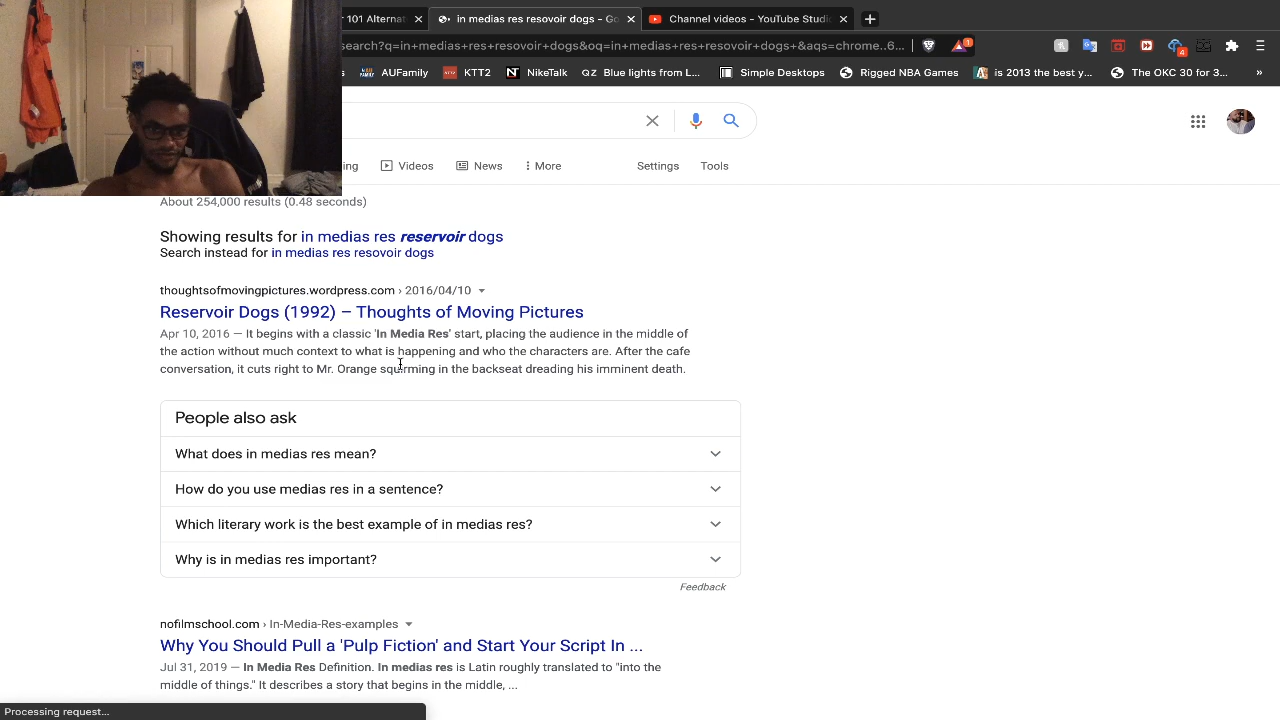 101 Alternat
in medias res resovoir dogs - Go
Channel videos - YouTube Studio
search?q=in+medias+res+resovoir+dogs&oq=in+medias+res+resovoir+dogs+&aqs=chrome..6...
1
4
AUFamily
KTT2
NikeTalk
QZ Blue lights from L...
Simple Desktops
Rigged NBA Games
is 2013 the best y...
The OKC 30 for 3...
»
ing
Videos
News
More
Settings
Tools
About 254,000 results (0.48 seconds)
Showing results for in medias res reservoir dogs
Search instead for in medias res resovoir dogs
thoughtsofmovingpictures.wordpress.com › 2016/04/10
Reservoir Dogs (1992) – Thoughts of Moving Pictures
Apr 10, 2016 — It begins with a classic 'In Media Res' start, placing the audience in the middle of
the action without much context to what is happening and who the characters are. After the cafe
conversation, it cuts right to Mr. Orange squirming in the backseat dreading his imminent death.
People also ask
What does in medias res mean?
How do you use medias res in a sentence?
Which literary work is the best example of in medias res?
Why is in medias res important?
Feedback
nofilmschool.com › In-Media-Res-examples
Why You Should Pull a 'Pulp Fiction' and Start Your Script In ...
Jul 31, 2019 — In Media Res Definition. In medias res is Latin roughly translated to "into the
middle of things." It describes a story that begins in the middle, ...
Processing request...